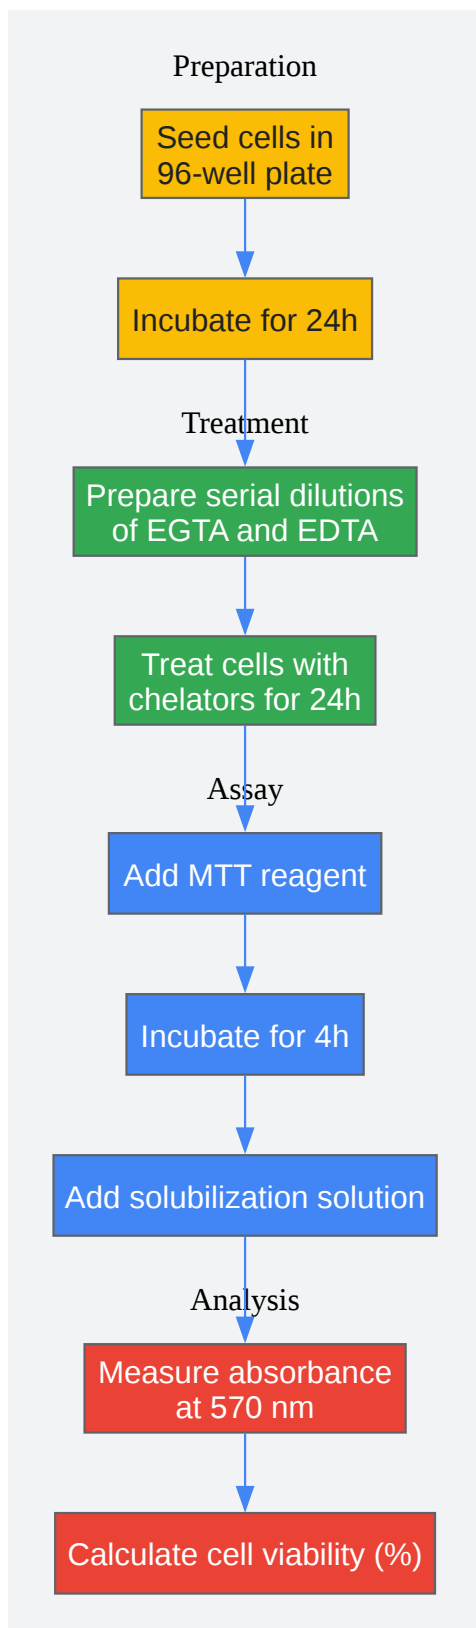 Preparation
Seed cells in
96-well plate
Incubate for 24h
Treatment
Prepare serial dilutions
of EGTA and EDTA
Treat cells with
chelators for 24h
Assay
Add MTT reagent
Incubate for 4h
Add solubilization solution
Analysis
Measure absorbance
at 570 nm
Calculate cell viability (%)